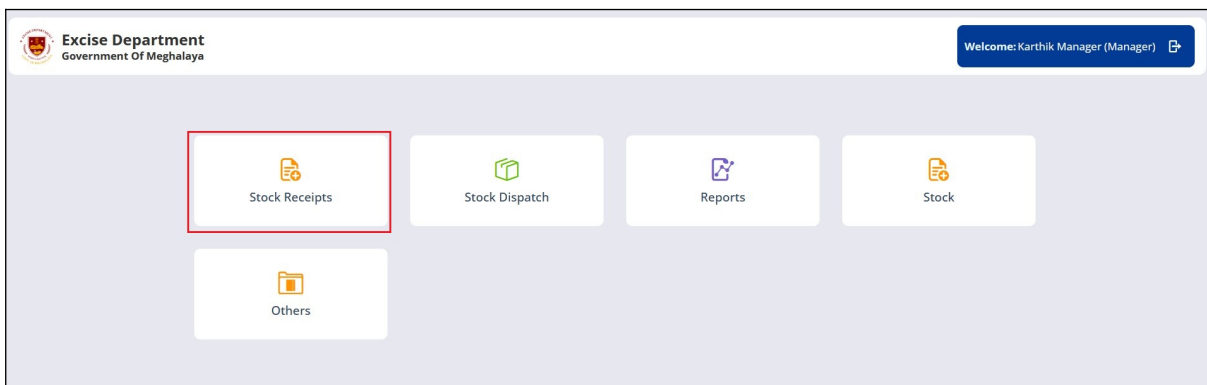 Excise Department
Government Of Meghalaya
Welcome: Karthik Manager (Manager)
Stock Receipts
Stock Dispatch
Reports
Stock
Others